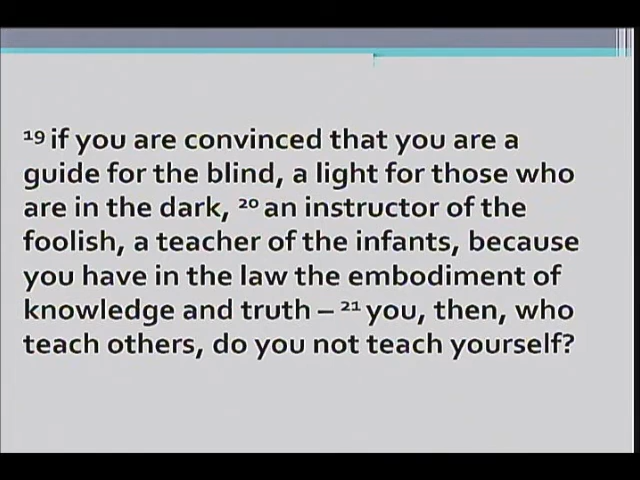 19 if you are convinced that you are a
guide for the blind, a light for those who
are in the dark, 20 an instructor of the
foolish, a teacher of the infants, because
you have in the law the embodiment of
knowledge and truth – 21 you, then, who
teach others, do you not teach yourself?